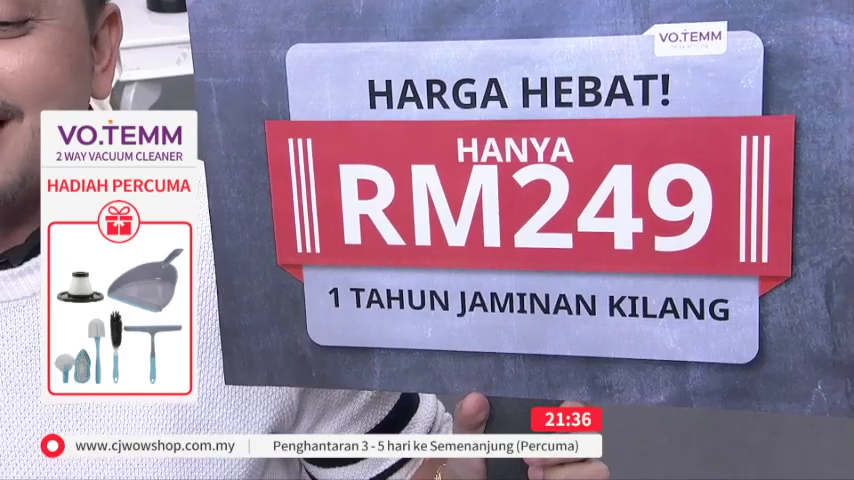 VO.TEMM
HARGA HEBAT!
HANYA
RM249
1 TAHUN JAMINAN KILANG
VO.TEMM
2 WAY VACUUM CLEANER
HADIAH PERCUMA
21:36
www.cjwowshop.com.my
Penghantaran 3 - 5 hari ke Semenanjung (Percuma)